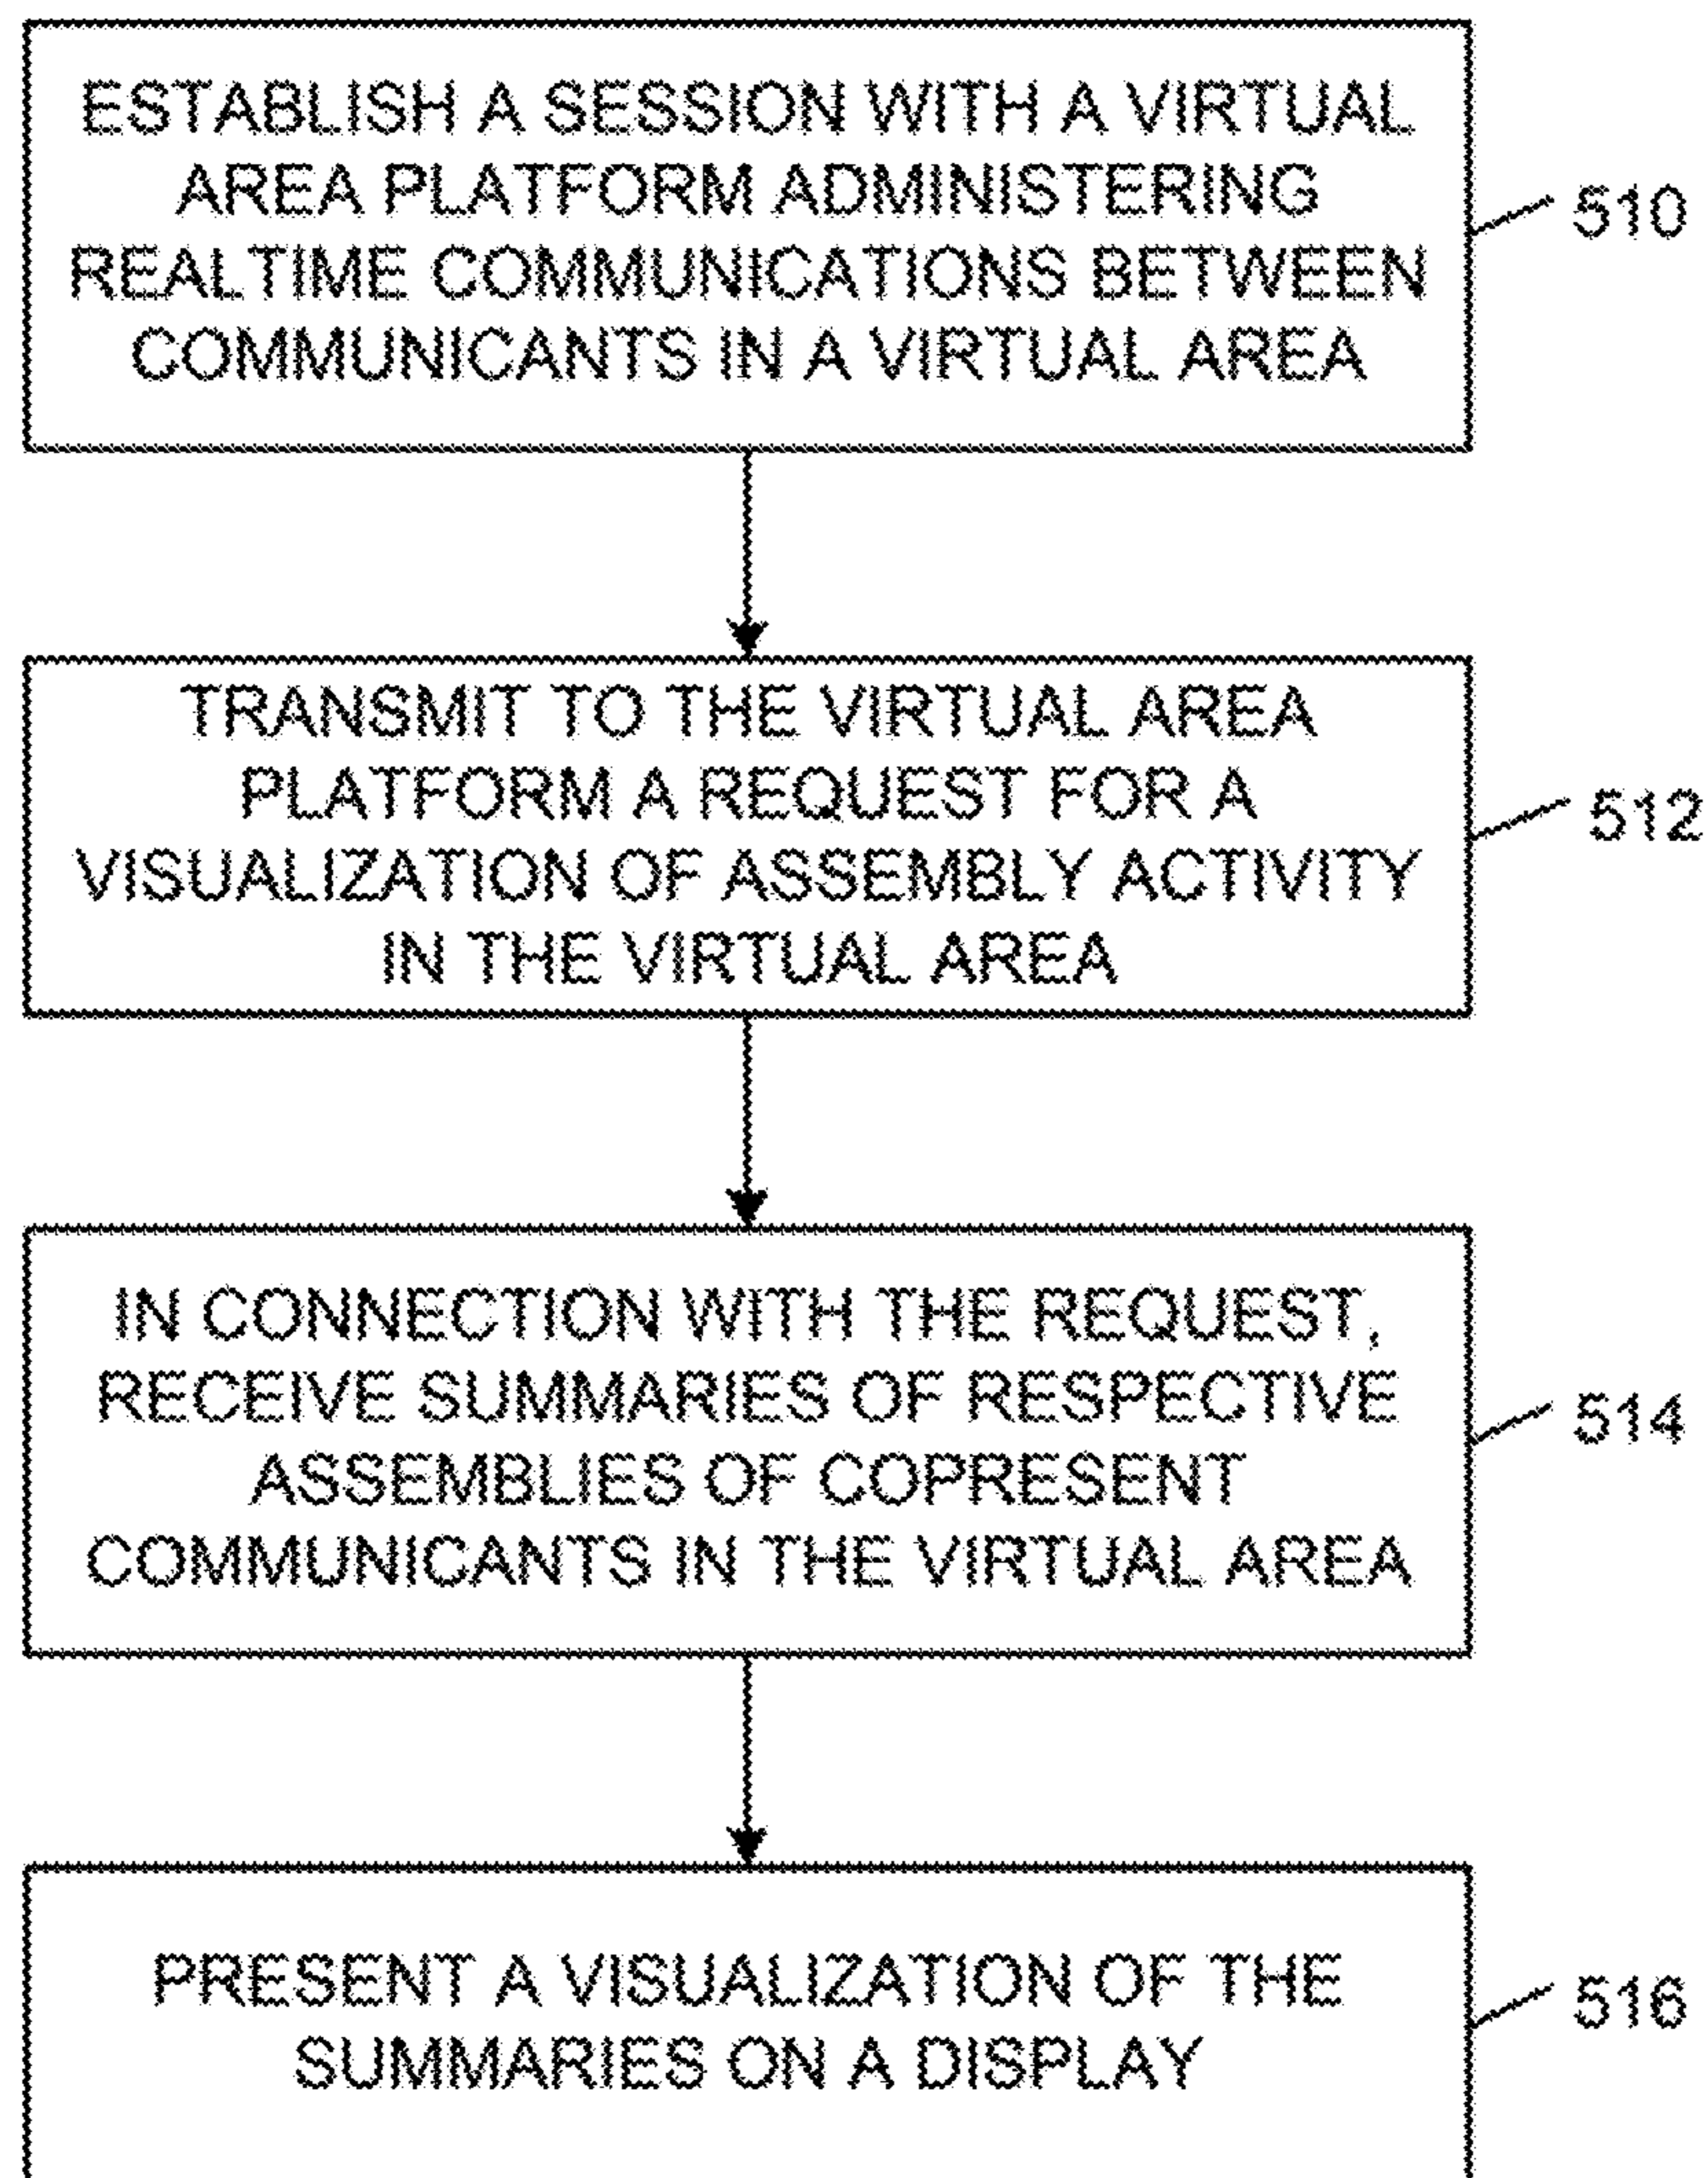 ESTABLISH A SESSION WITH A VIRTUAL
AREA PLATFORM ADMINISTERING
REALTIME COMMUNICATIONS BETWEEN
COMMUNICANTS IN A VIRTUAL AREA
510
TRANSMIT TO THE VIRTUAL AREA
PLATFORM A REQUEST FOR A
VISUALIZATION OF ASSEMBLY ACTIVITY
IN THE VIRTUAL AREA
512
IN CONNECTION WITH THE REQUEST,
RECEIVE SUMMARIES OF RESPECTIVE
ASSEMBLIES OF COPRESENT
COMMUNICANTS IN THE VIRTUAL AREA
514
PRESENT A VISUALIZATION OF THE
SUMMARIES ON A DISPLAY
516